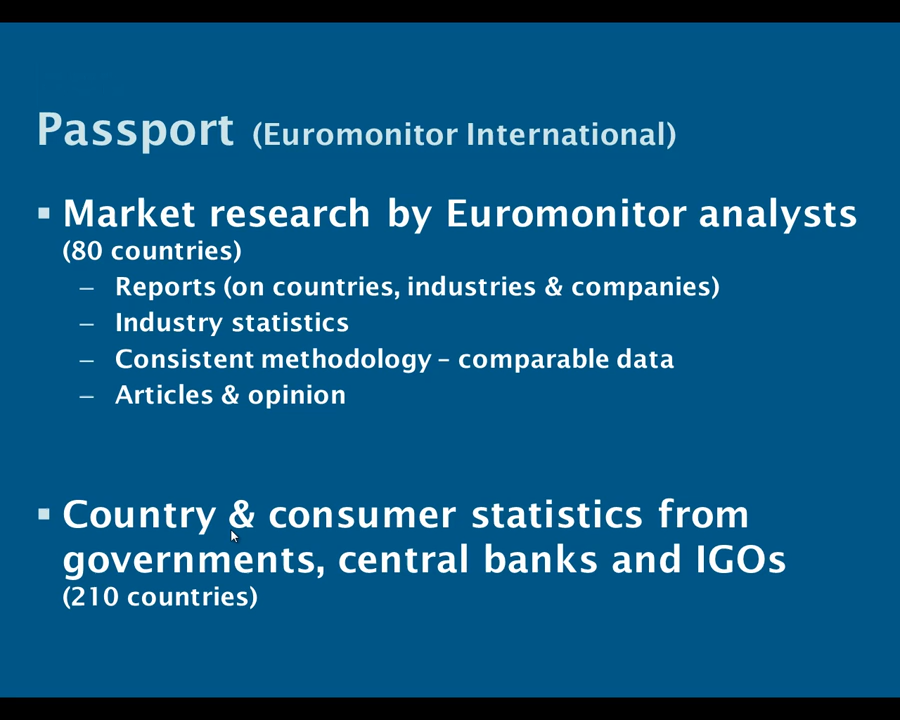 Passport (Euromonitor International)
▪ Market research by Euromonitor analysts
(80 countries)
– Reports (on countries, industries & companies)
– Industry statistics
– Consistent methodology – comparable data
– Articles & opinion
▪ Country & consumer statistics from
governments, central banks and IGOs
(210 countries)